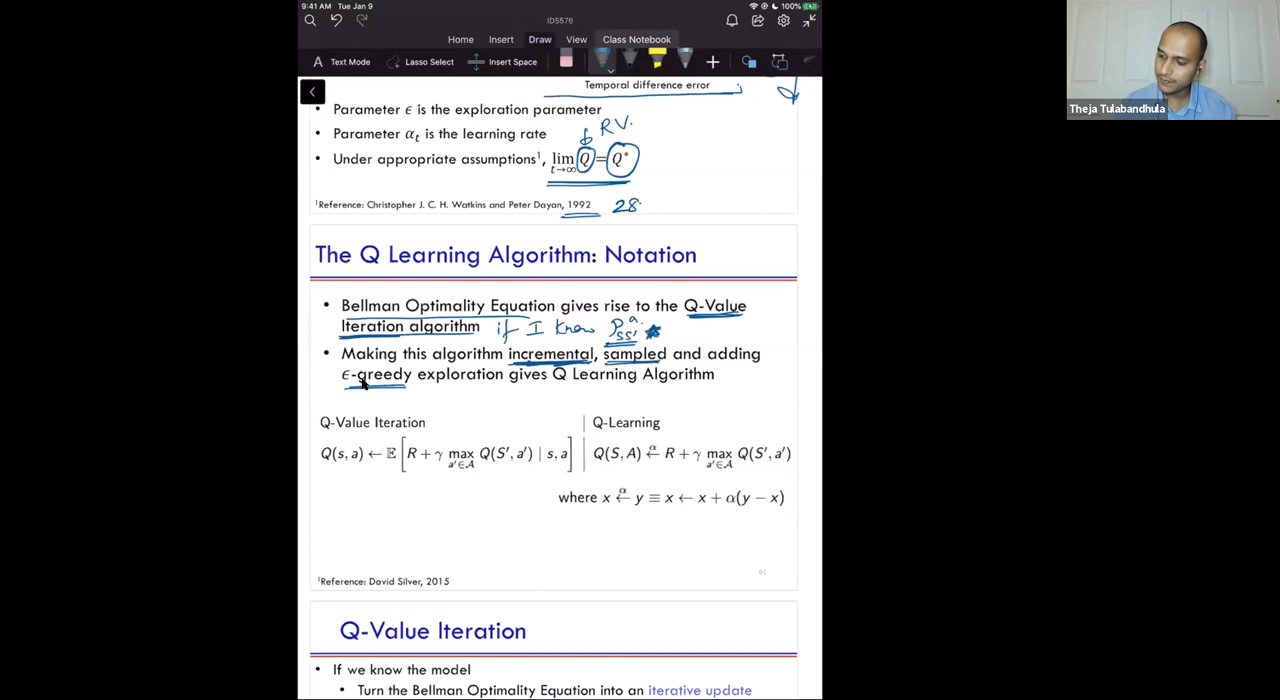 9:41 AM Tue Jan 9
100%
IDS576
Home Insert Draw View Class Notebook
Text Mode Lasso Select Insert Space
Temporal difference error
• Parameter ϵ is the exploration parameter
RV.
• Parameter αₜ is the learning rate
• Under appropriate assumptions¹, lim t→∞ Q = Q*
¹Reference: Christopher J. C. H. Watkins and Peter Dayan, 1992 28.
The Q Learning Algorithm: Notation
• Bellman Optimality Equation gives rise to the Q-Value
Iteration algorithm if I know P^a_ss'
• Making this algorithm incremental, sampled and adding
ϵ-greedy exploration gives Q Learning Algorithm
Q-Value Iteration | Q-Learning
Q(s, a) ← 𝔼 [R + γ max a'∈𝒜 Q(S', a') | s, a] | Q(S, A) ←^α R + γ max a'∈𝒜 Q(S', a')
where x ←^α y ≡ x ← x + α(y − x)
61
¹Reference: David Silver, 2015
Q-Value Iteration
• If we know the model
• Turn the Bellman Optimality Equation into an iterative update
Theja Tulabandhula